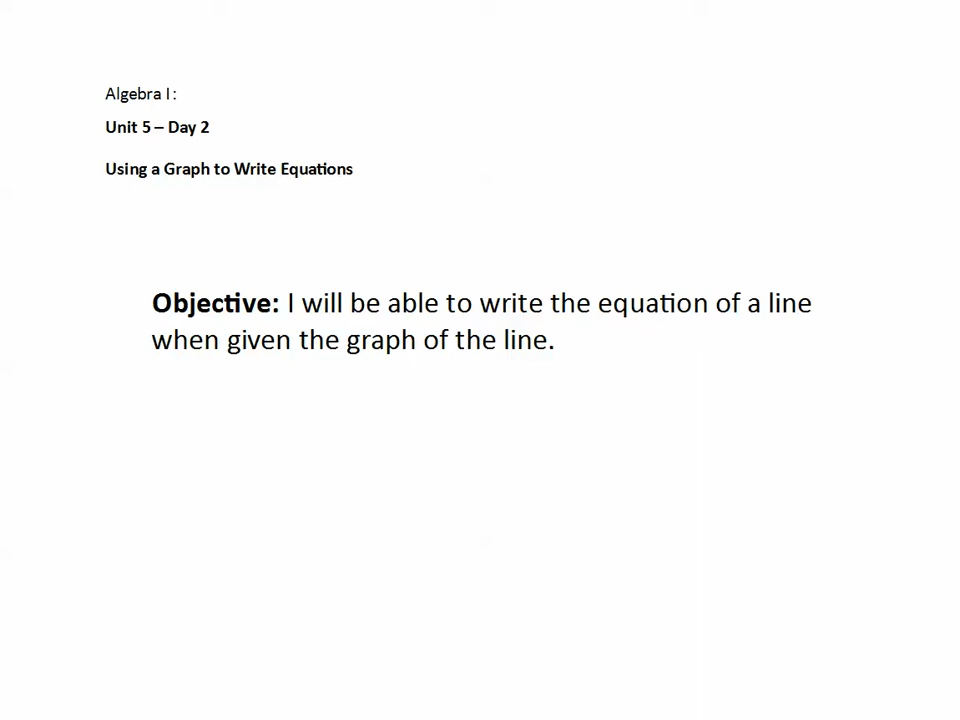 Algebra I:
Unit 5 – Day 2
Using a Graph to Write Equations
Objective: I will be able to write the equation of a line
when given the graph of the line.